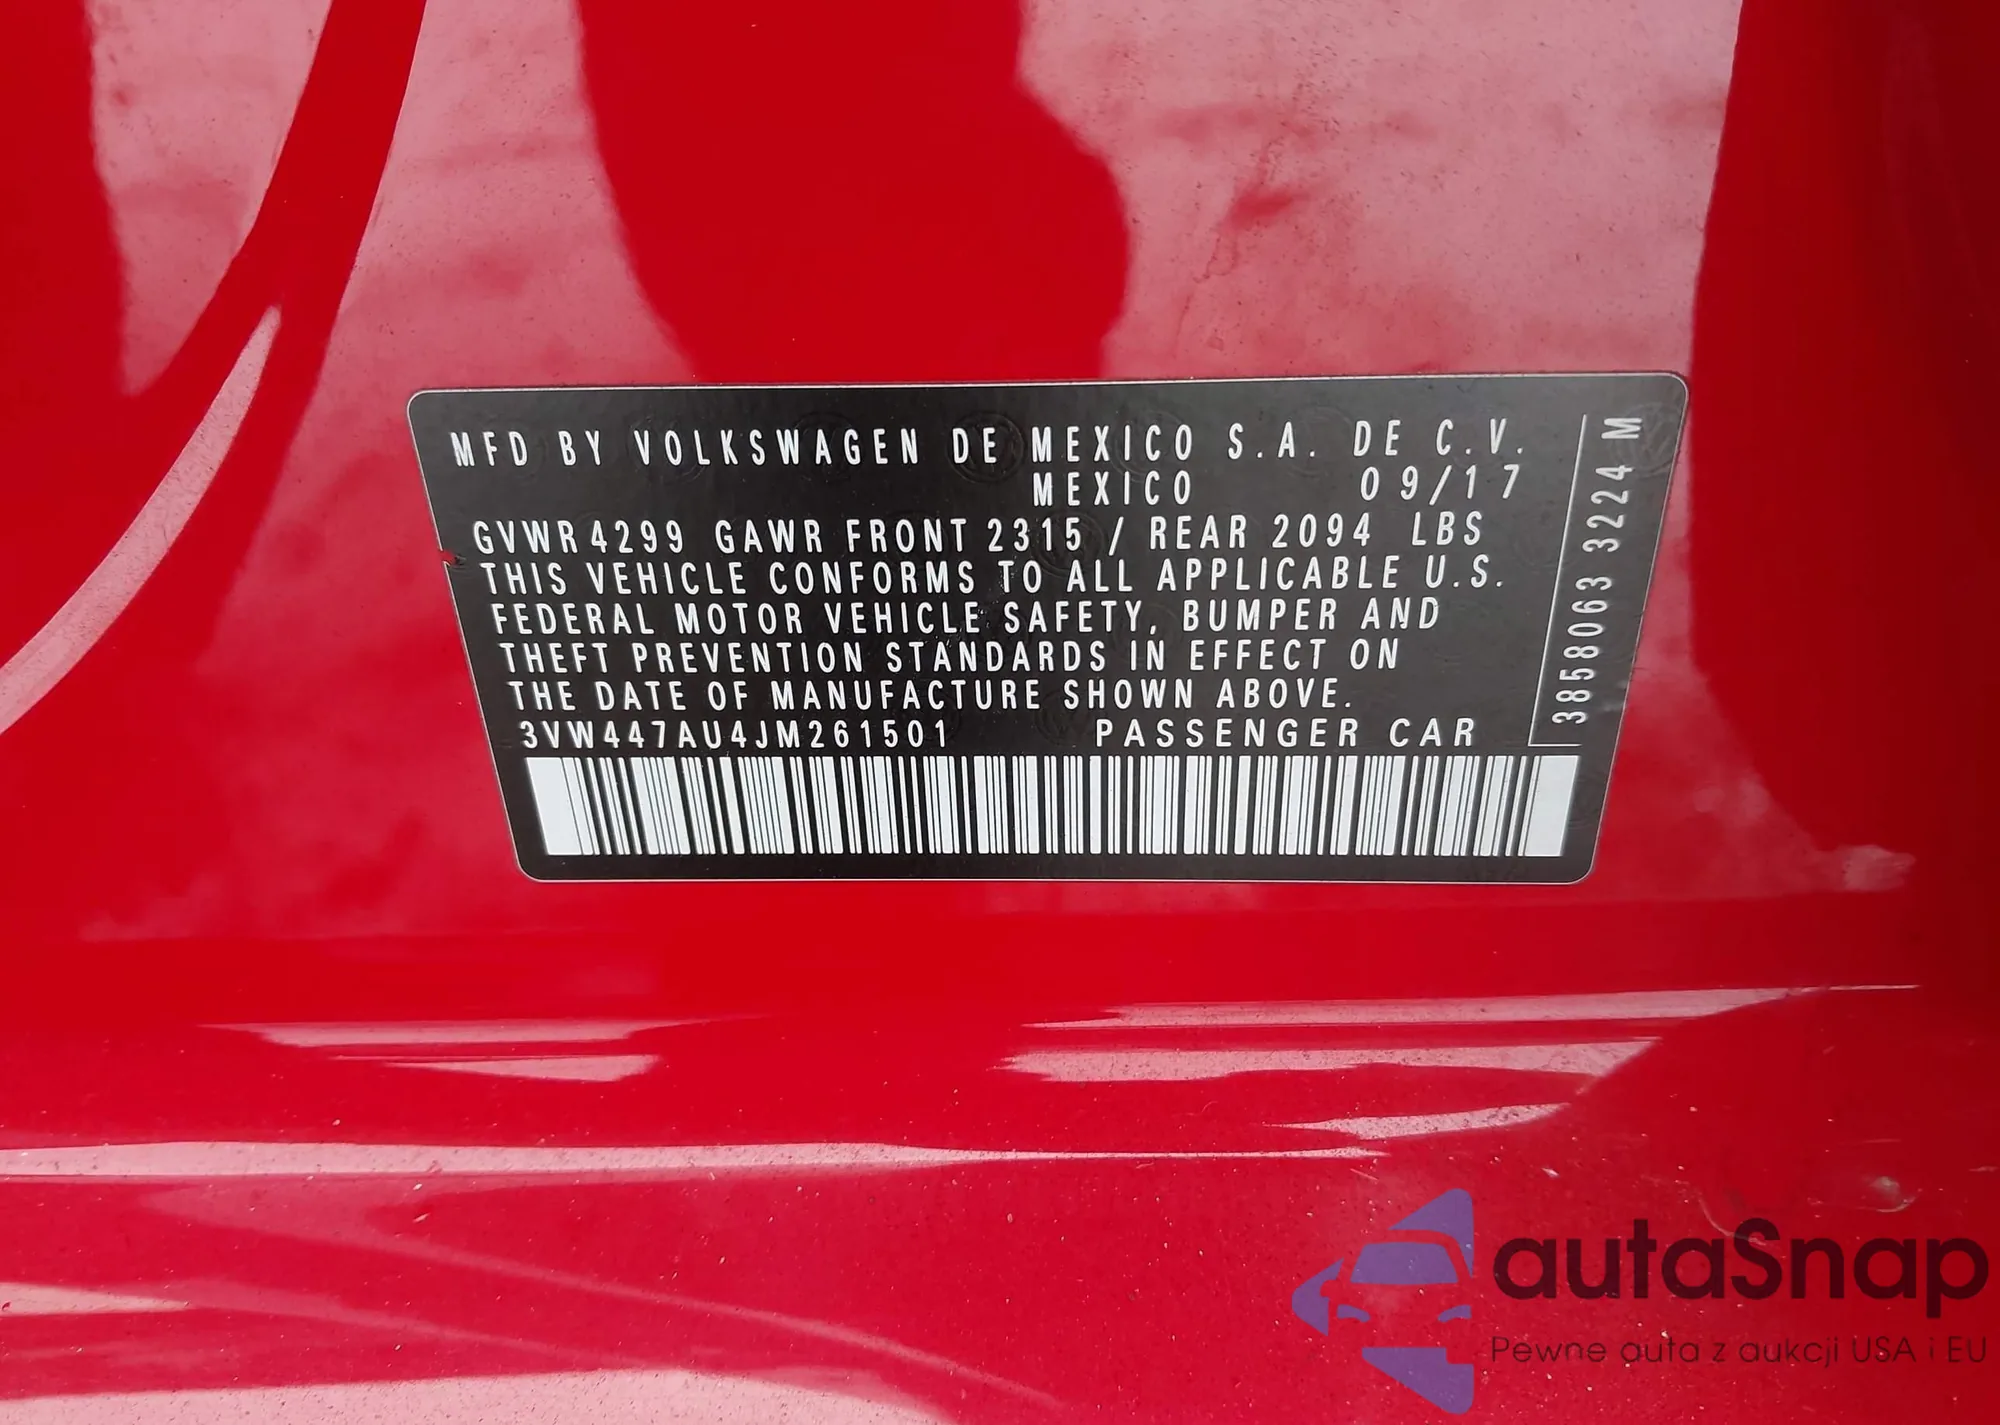 MFD BY VOLKSWAGEN DE MEXICO S.A. DE C.V.
MEXICO 09/17
GVWR 4299 GAWR FRONT 2315 / REAR 2094 LBS
THIS VEHICLE CONFORMS TO ALL APPLICABLE U.S.
FEDERAL MOTOR VEHICLE SAFETY, BUMPER AND
THEFT PREVENTION STANDARDS IN EFFECT ON
THE DATE OF MANUFACTURE SHOWN ABOVE.
3VW447AU4JM261501 PASSENGER CAR
3858063 3224 M
autaSnap
Pewne auta z aukcji USA i EU